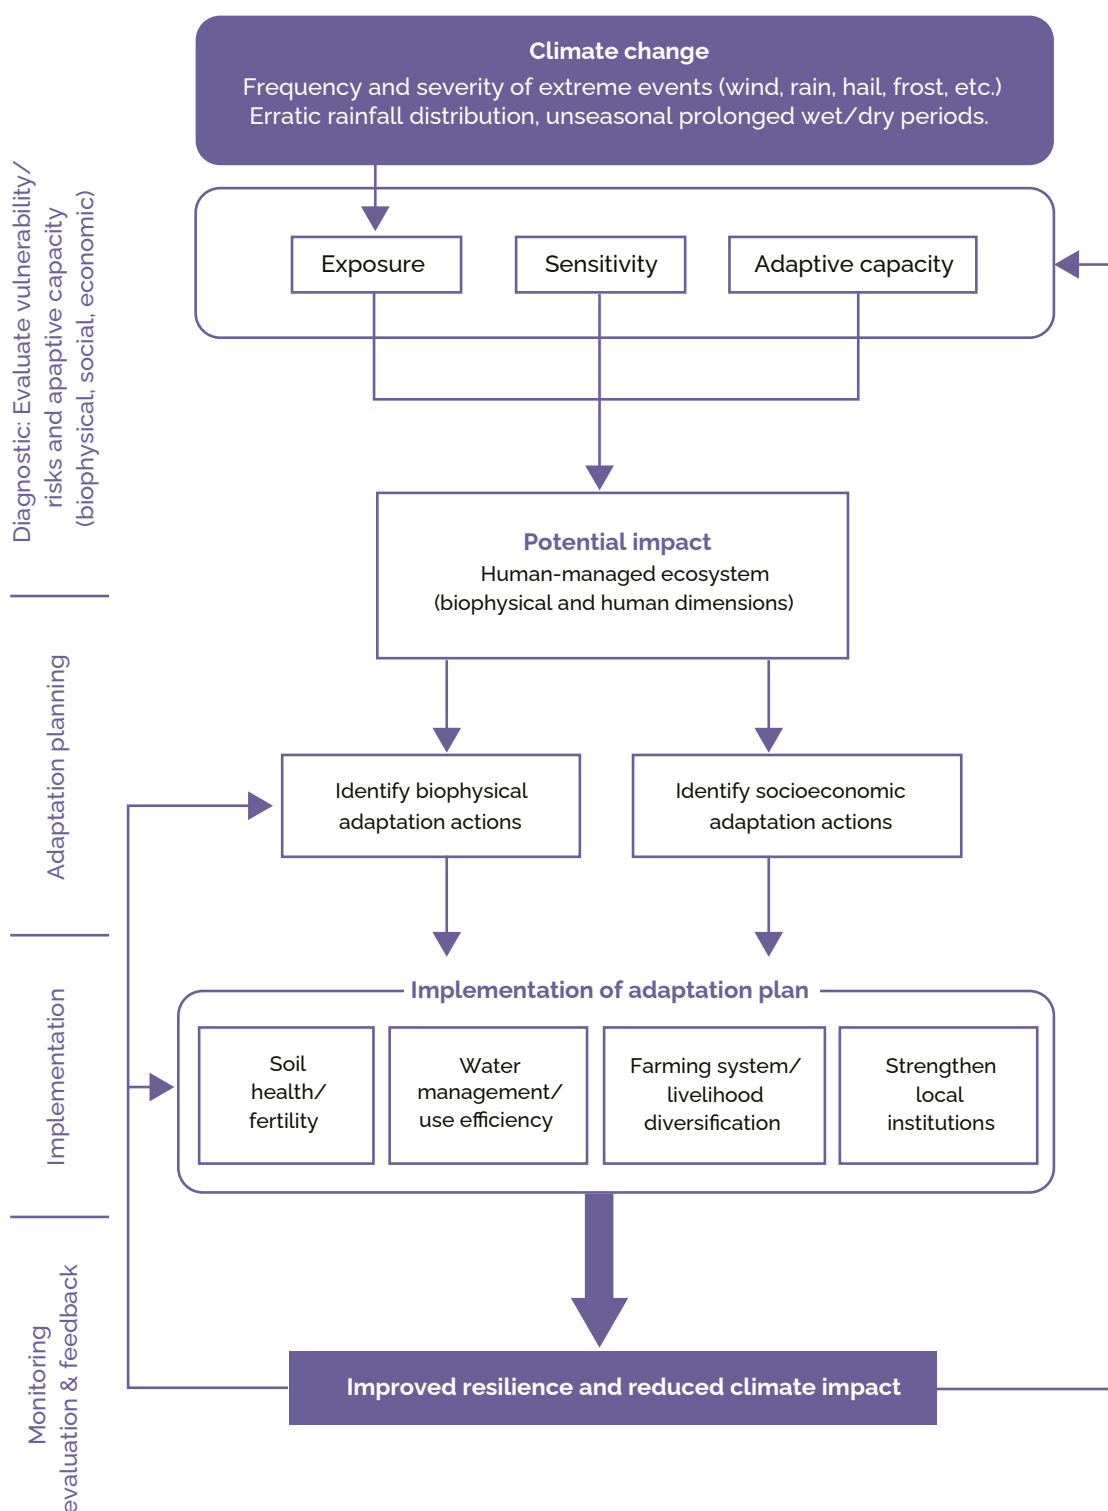 Climate change
Frequency and severity of extreme events (wind, rain, hail, frost, etc.)
Erratic rainfall distribution, unseasonal prolonged wet/dry periods.
Diagnostic: Evaluate vulnerability/
risks and apaptive capacity
(biophysical, social, economic)
Exposure
Sensitivity
Adaptive capacity
Potential impact
Human-managed ecosystem
(biophysical and human dimensions)
Adaptation planning
Identify biophysical
adaptation actions
Identify socioeconomic
adaptation actions
Implementation
Implementation of adaptation plan
Soil
health/
fertility
Water
management/
use efficiency
Farming system/
livelihood
diversification
Strengthen
local
institutions
Monitoring
evaluation & feedback
Improved resilience and reduced climate impact